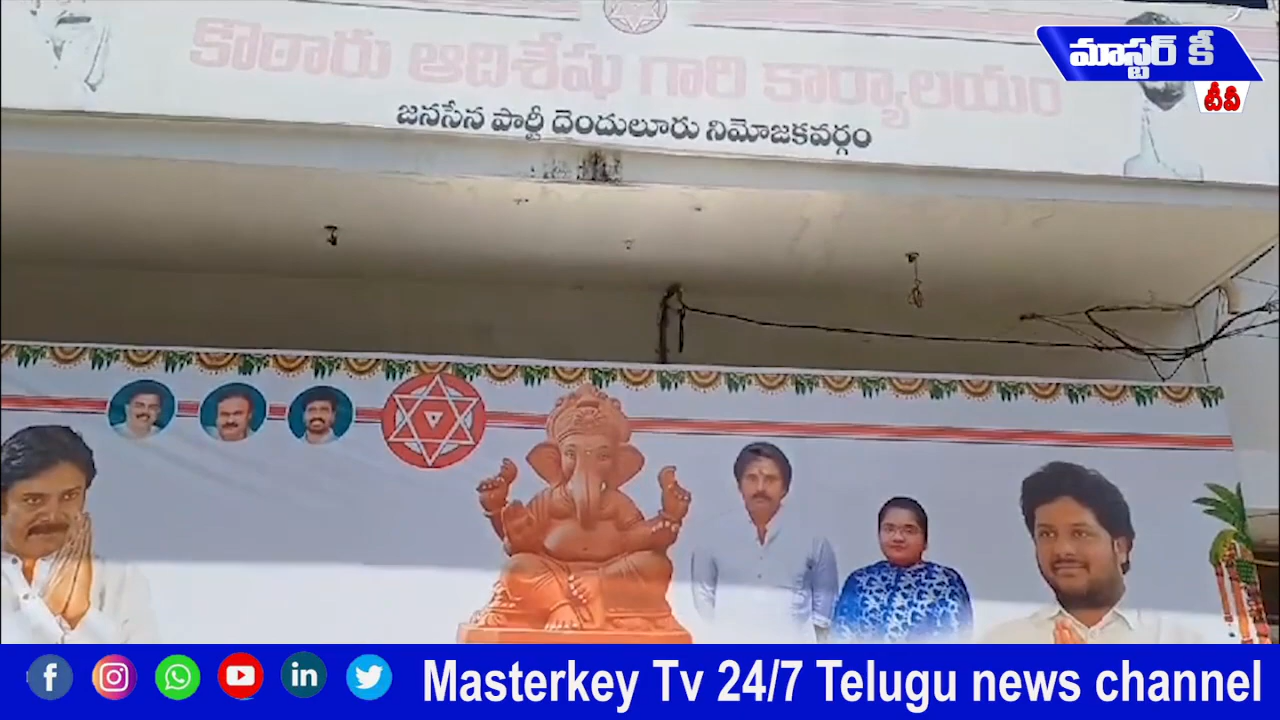 మాస్టర్ కీ
టీవీ
కొఠారు ఆదిశేషు గారి కార్యాలయం
జనసేన పార్టీ దెందులూరు నిమోజకవర్గం
Masterkey Tv 24/7 Telugu news channel